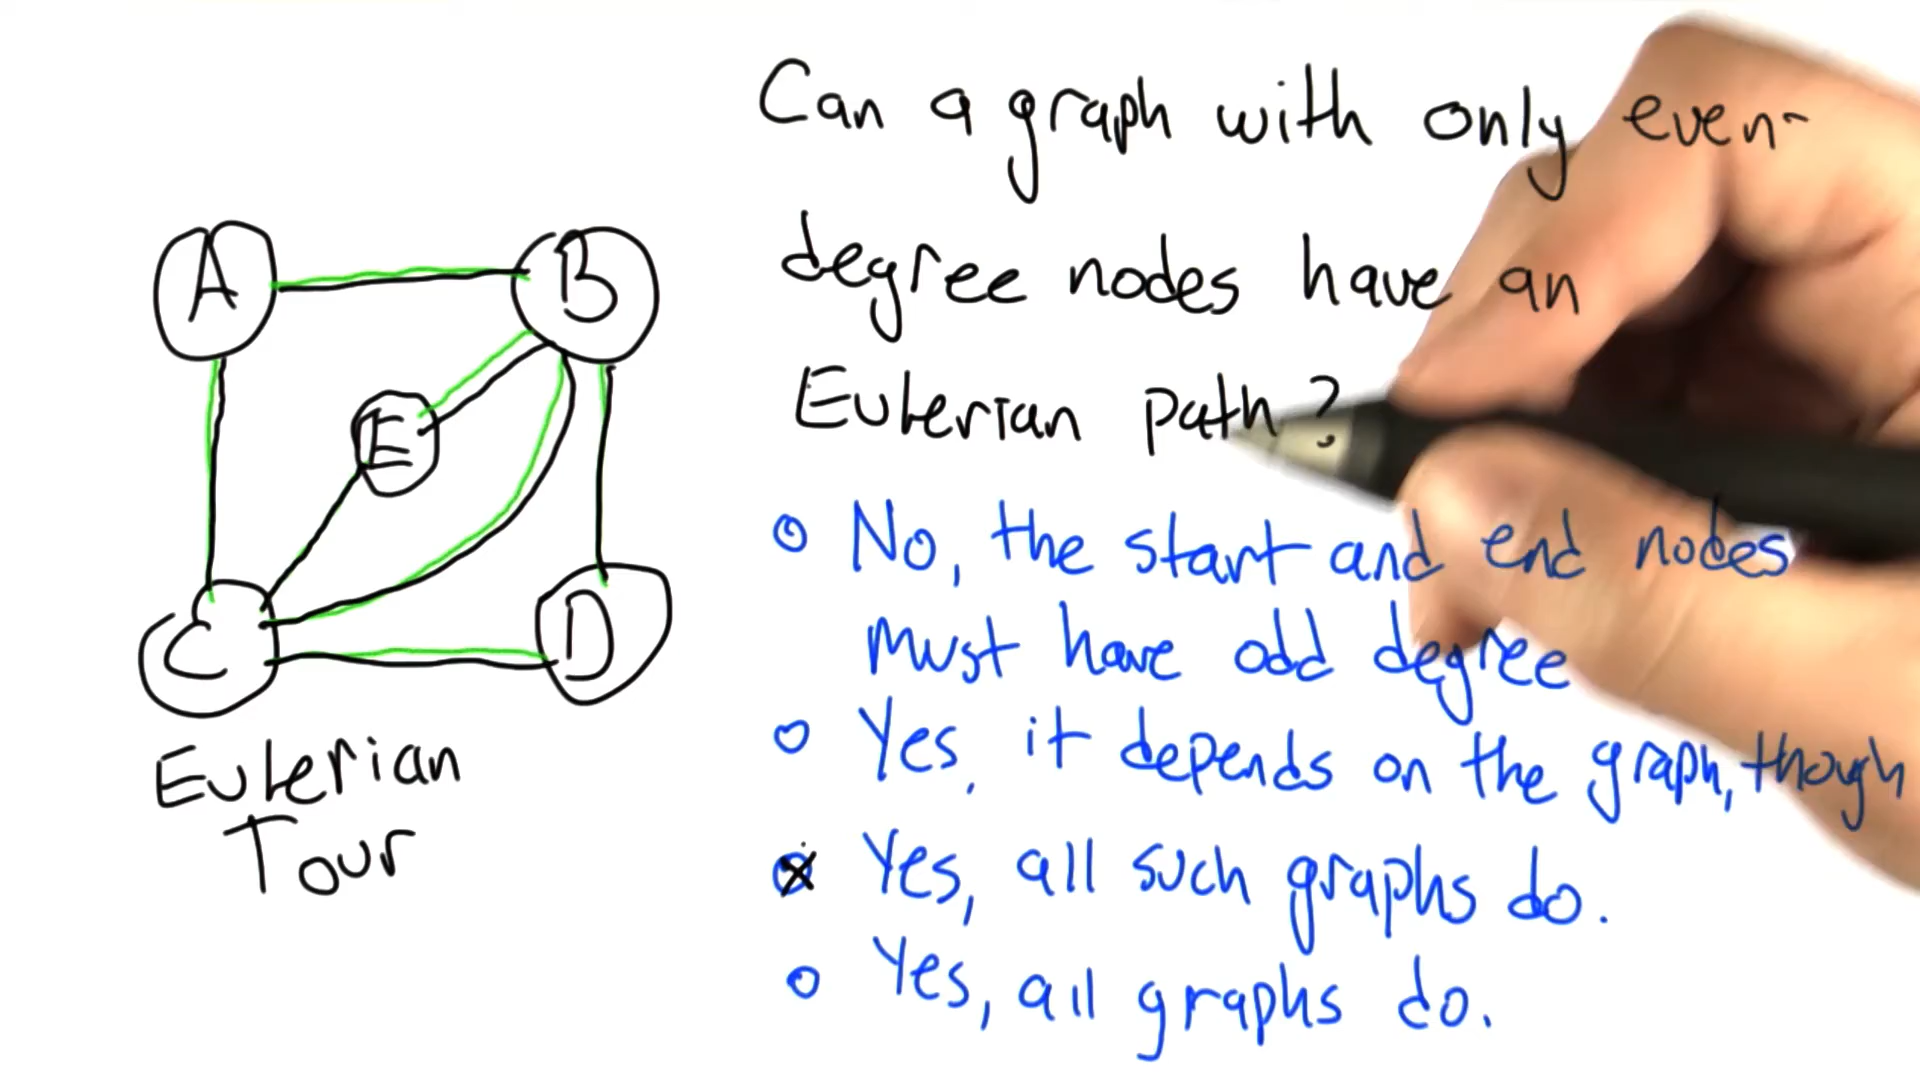 Can a graph with only even-
degree nodes have an
Eulerian path?
A
B
E
C
D
Eulerian
Tour
No, the start and end nodes
must have odd degree
Yes, it depends on the graph, though
Yes, all such graphs do.
Yes, all graphs do.